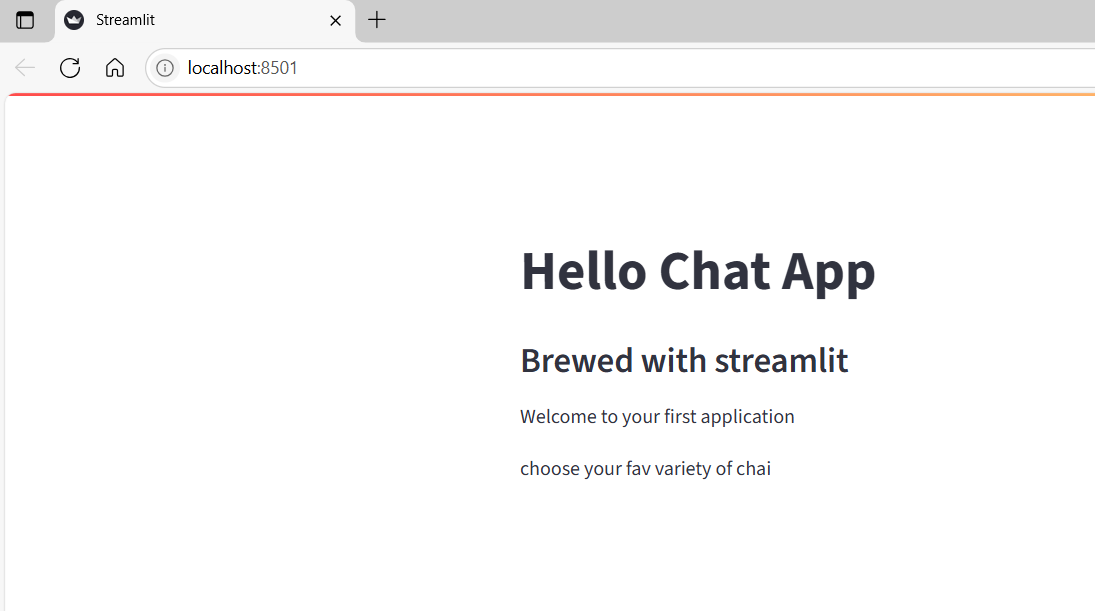 Streamlit
localhost:8501
Hello Chat App
Brewed with streamlit
Welcome to your first application
choose your fav variety of chai